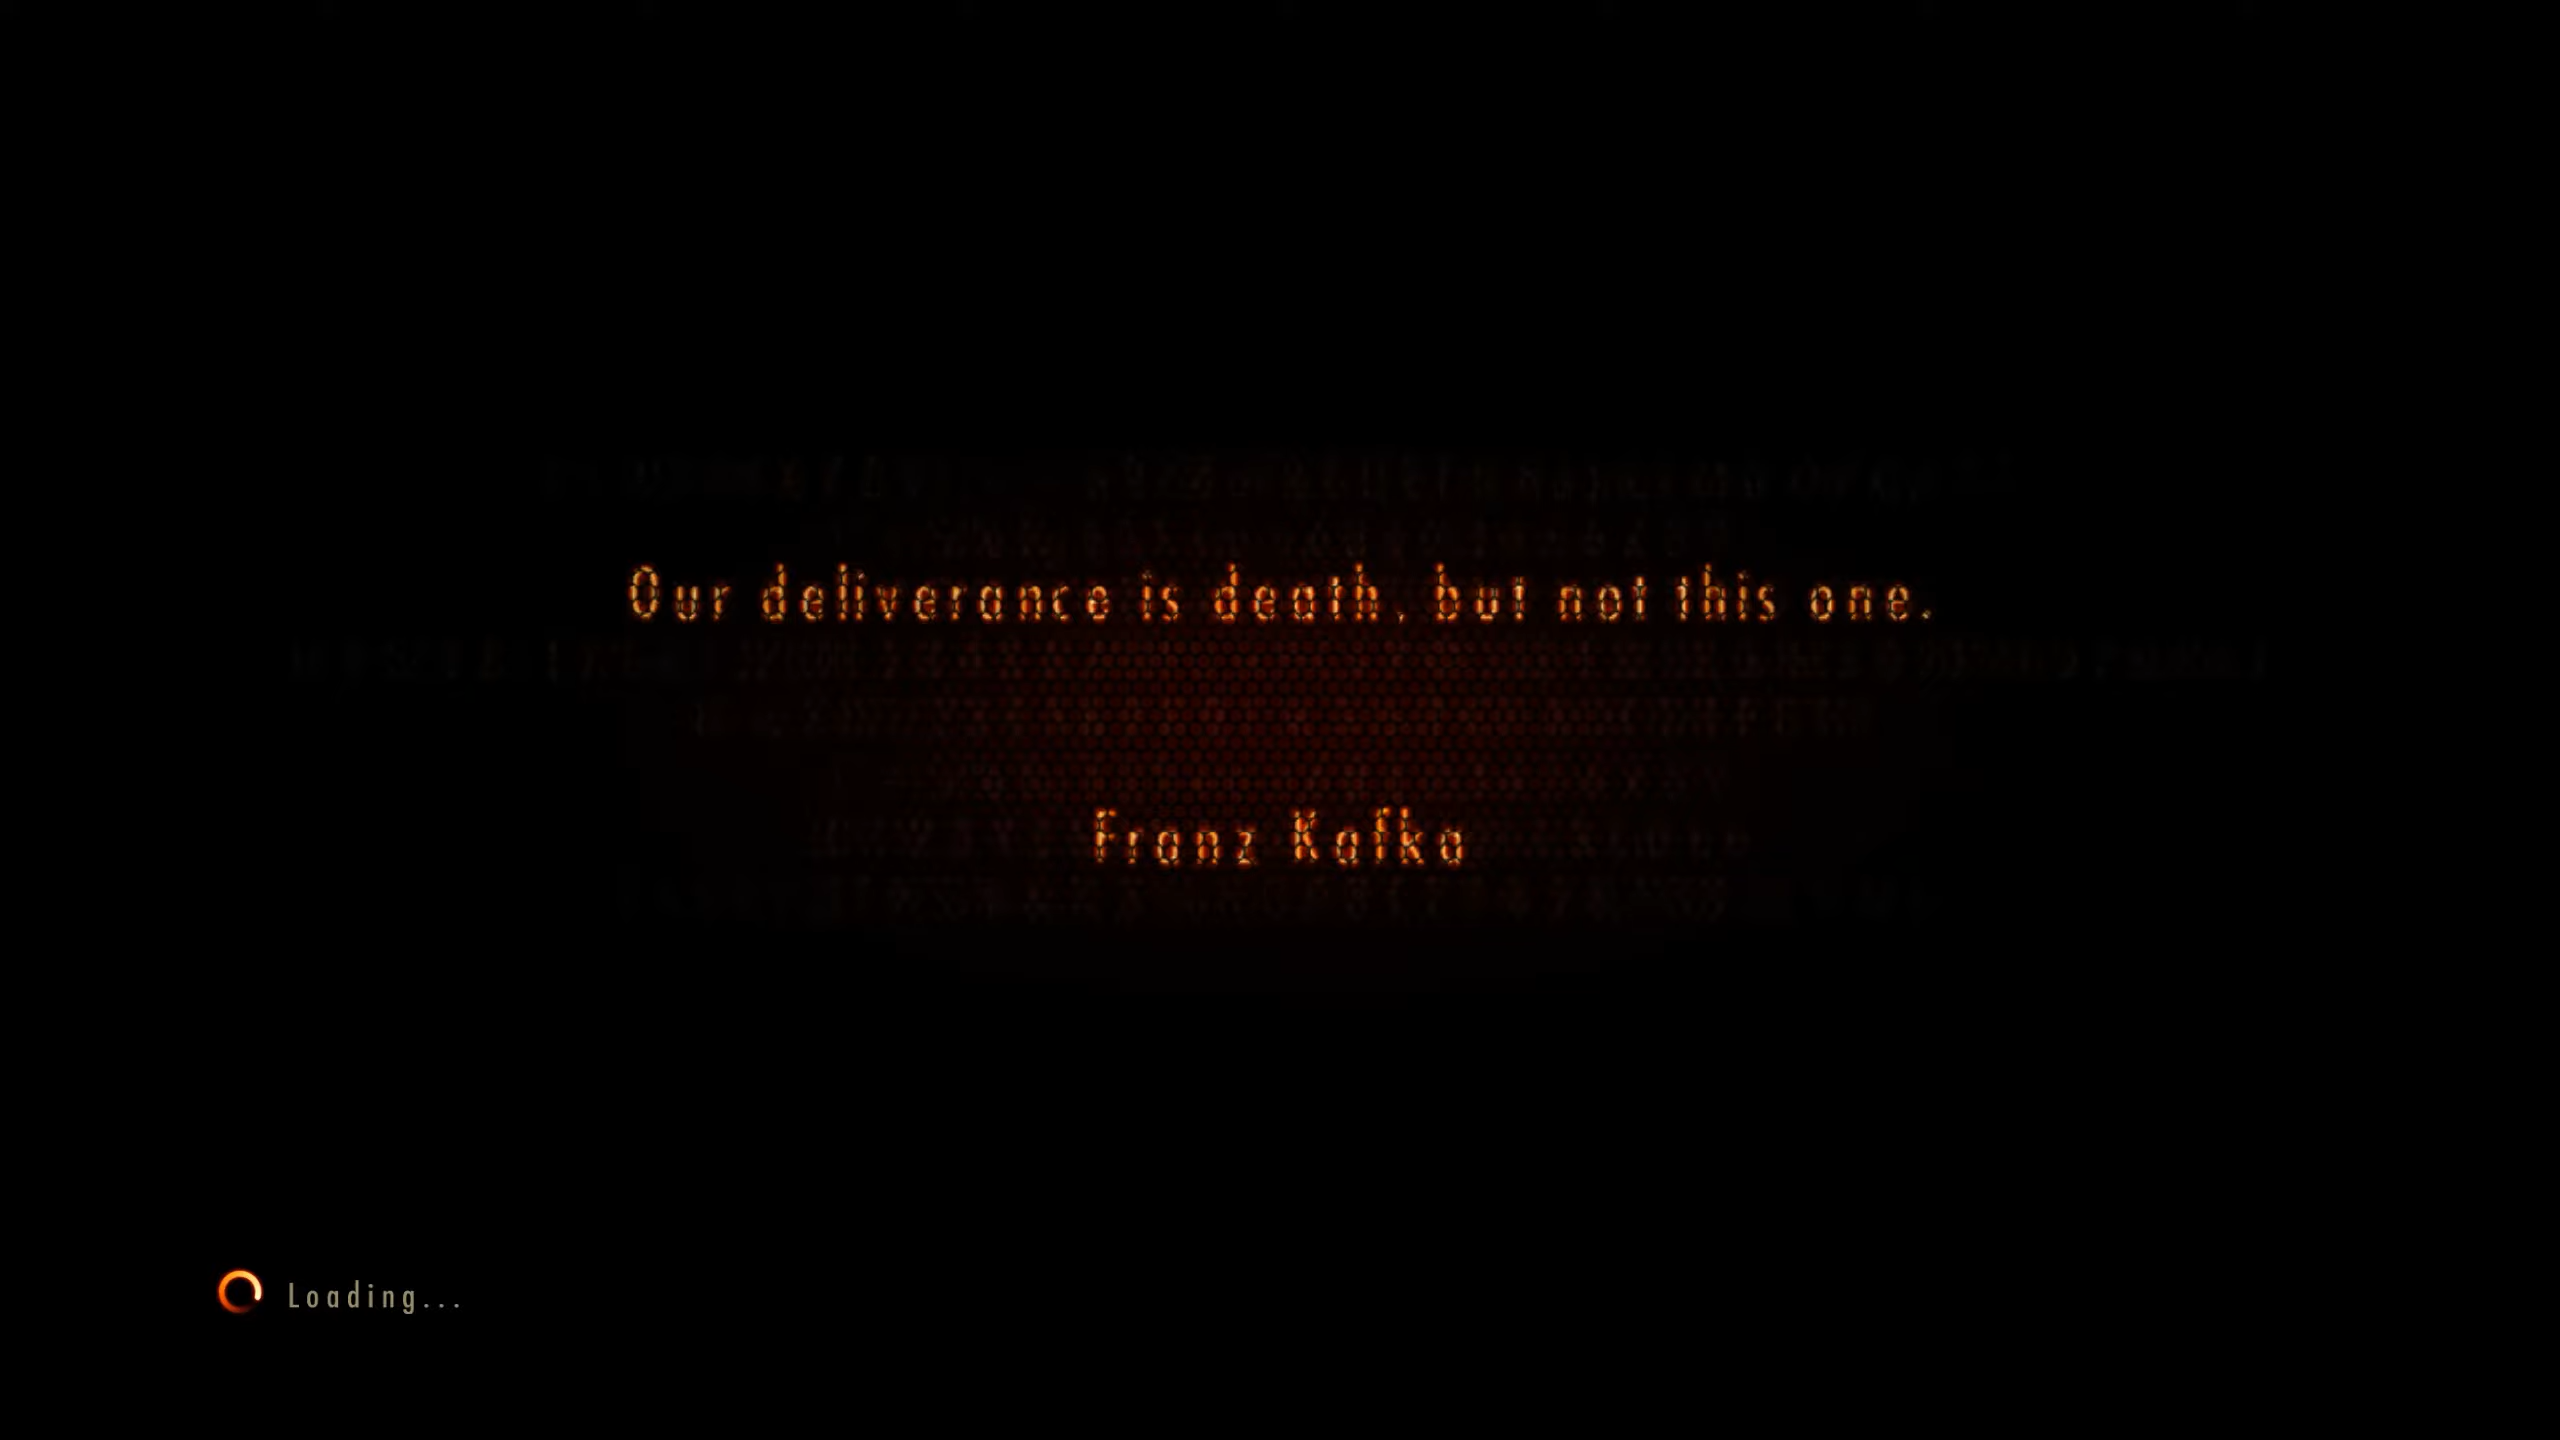 Our deliverance is death, but not this one.
Franz Kafka
Loading...